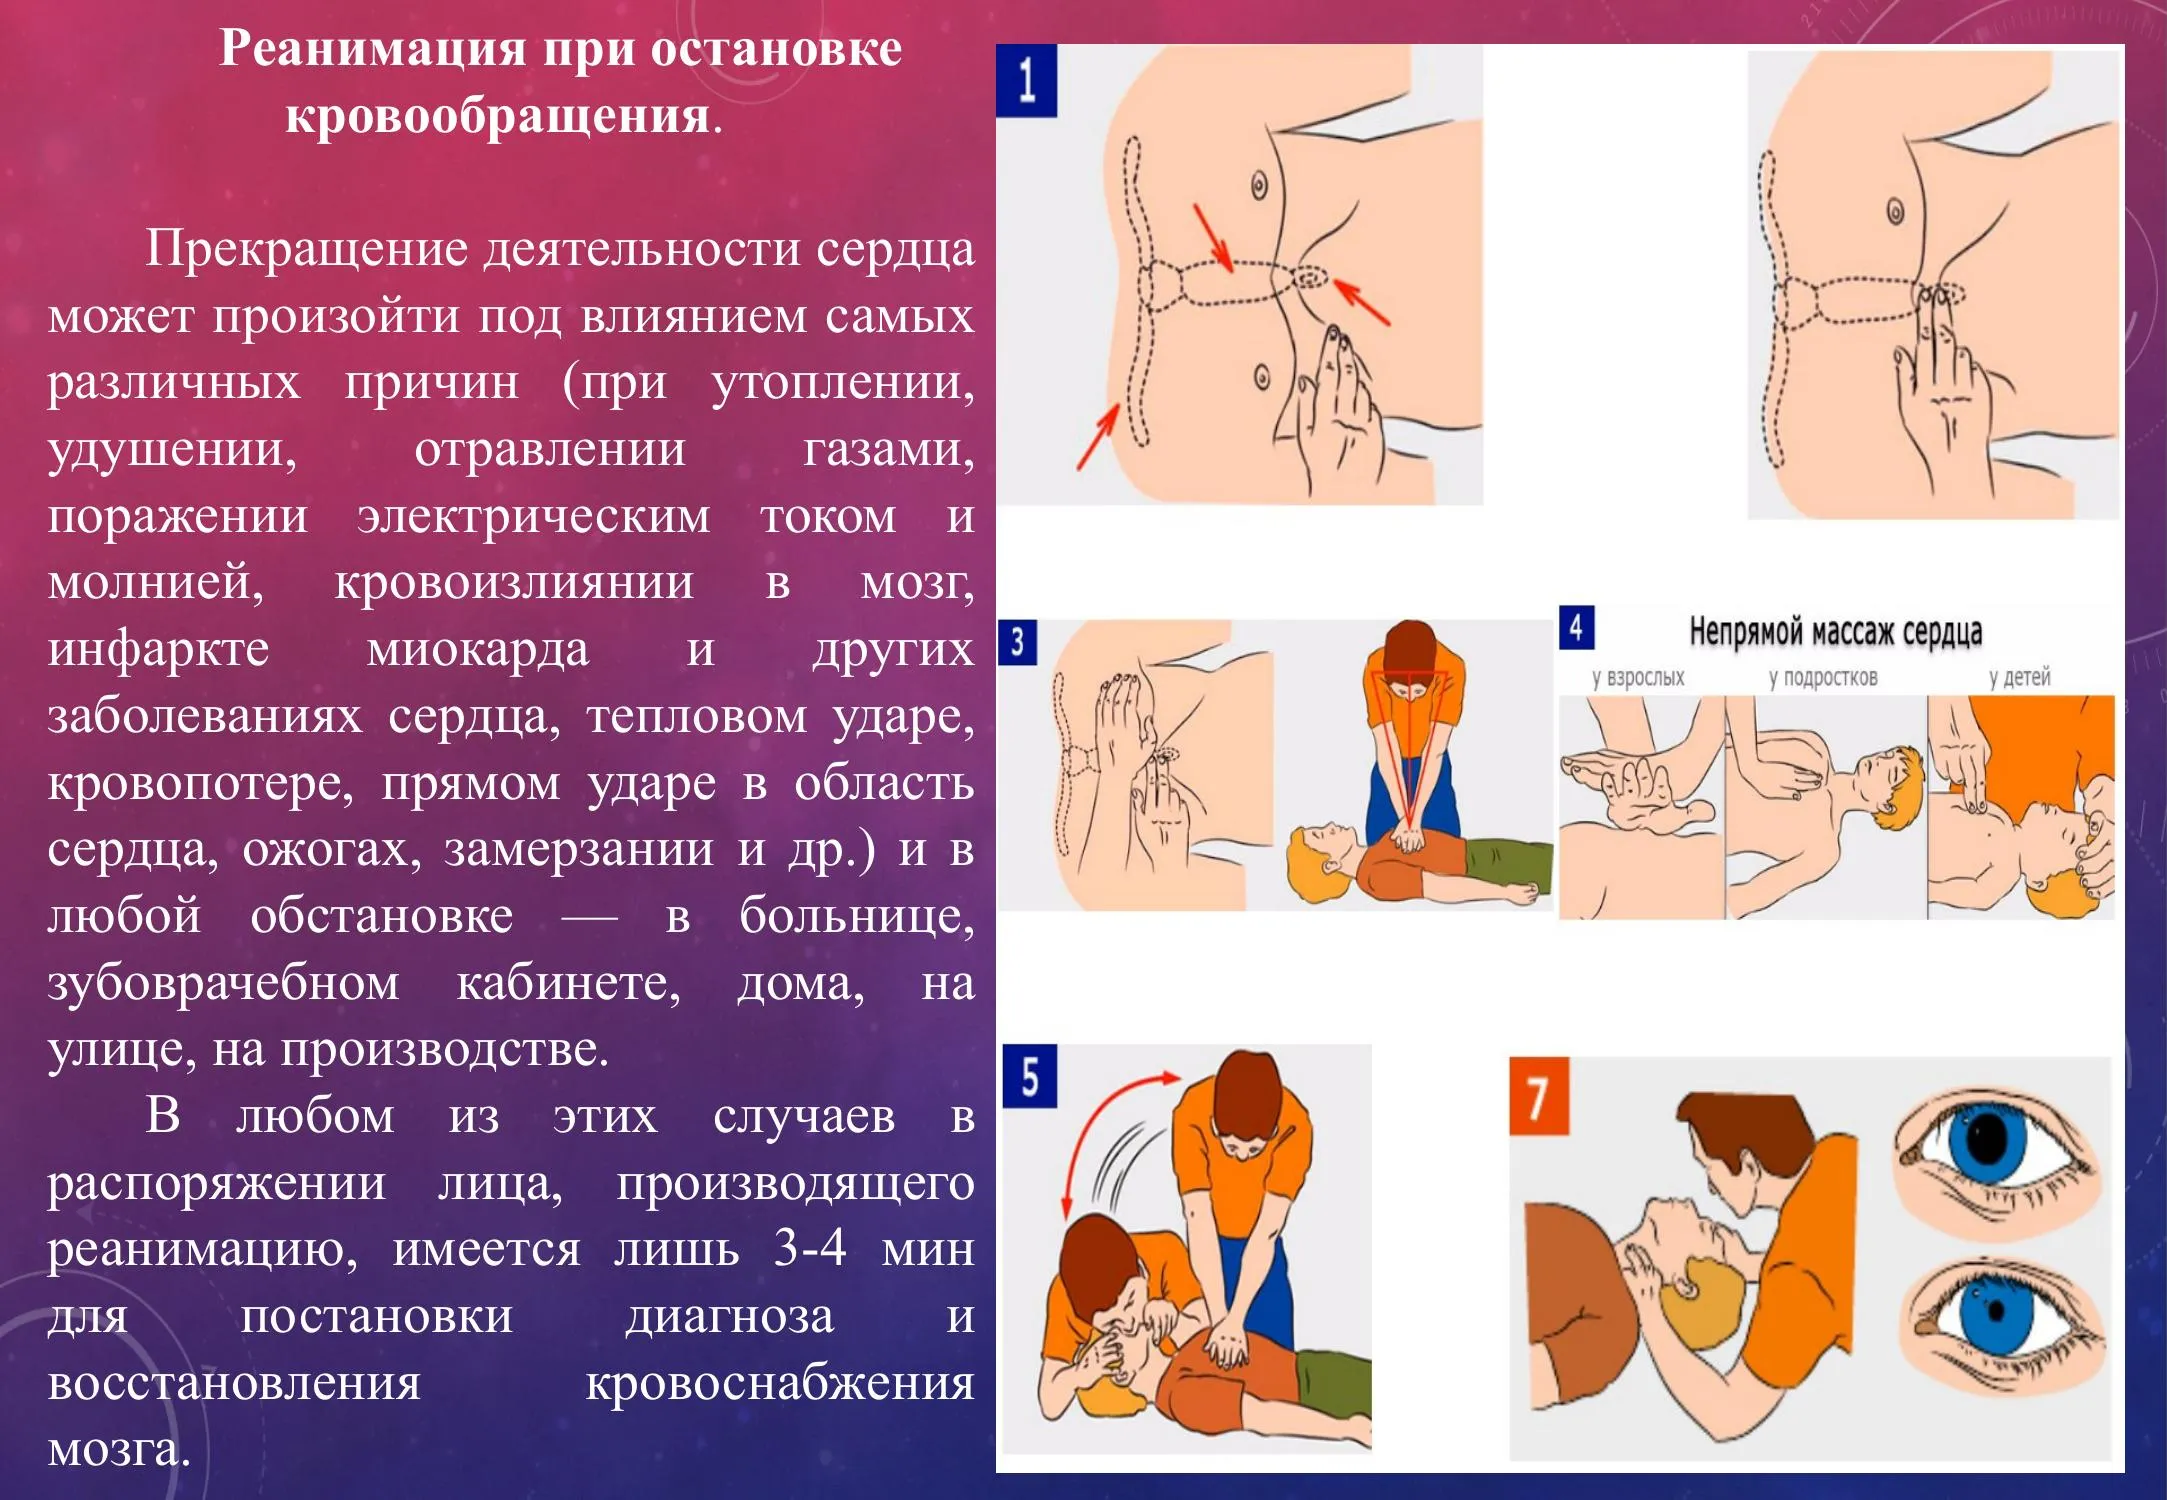 Реанимация при остановке
кровообращения.
Прекращение деятельности сердца
может произойти под влиянием самых
различных причин (при утоплении,
удушении, отравлении газами,
поражении электрическим током и
молнией, кровоизлиянии в мозг,
инфаркте миокарда и других
заболеваниях сердца, тепловом ударе,
кровопотере, прямом ударе в область
сердца, ожогах, замерзании и др.) и в
любой обстановке — в больнице,
зубоврачебном кабинете, дома, на
улице, на производстве.
В любом из этих случаев в
распоряжении лица, производящего
реанимацию, имеется лишь 3-4 мин
для постановки диагноза и
восстановления кровоснабжения
мозга.
1
3
4
Непрямой массаж сердца
у взрослых у подростков у детей
5
7